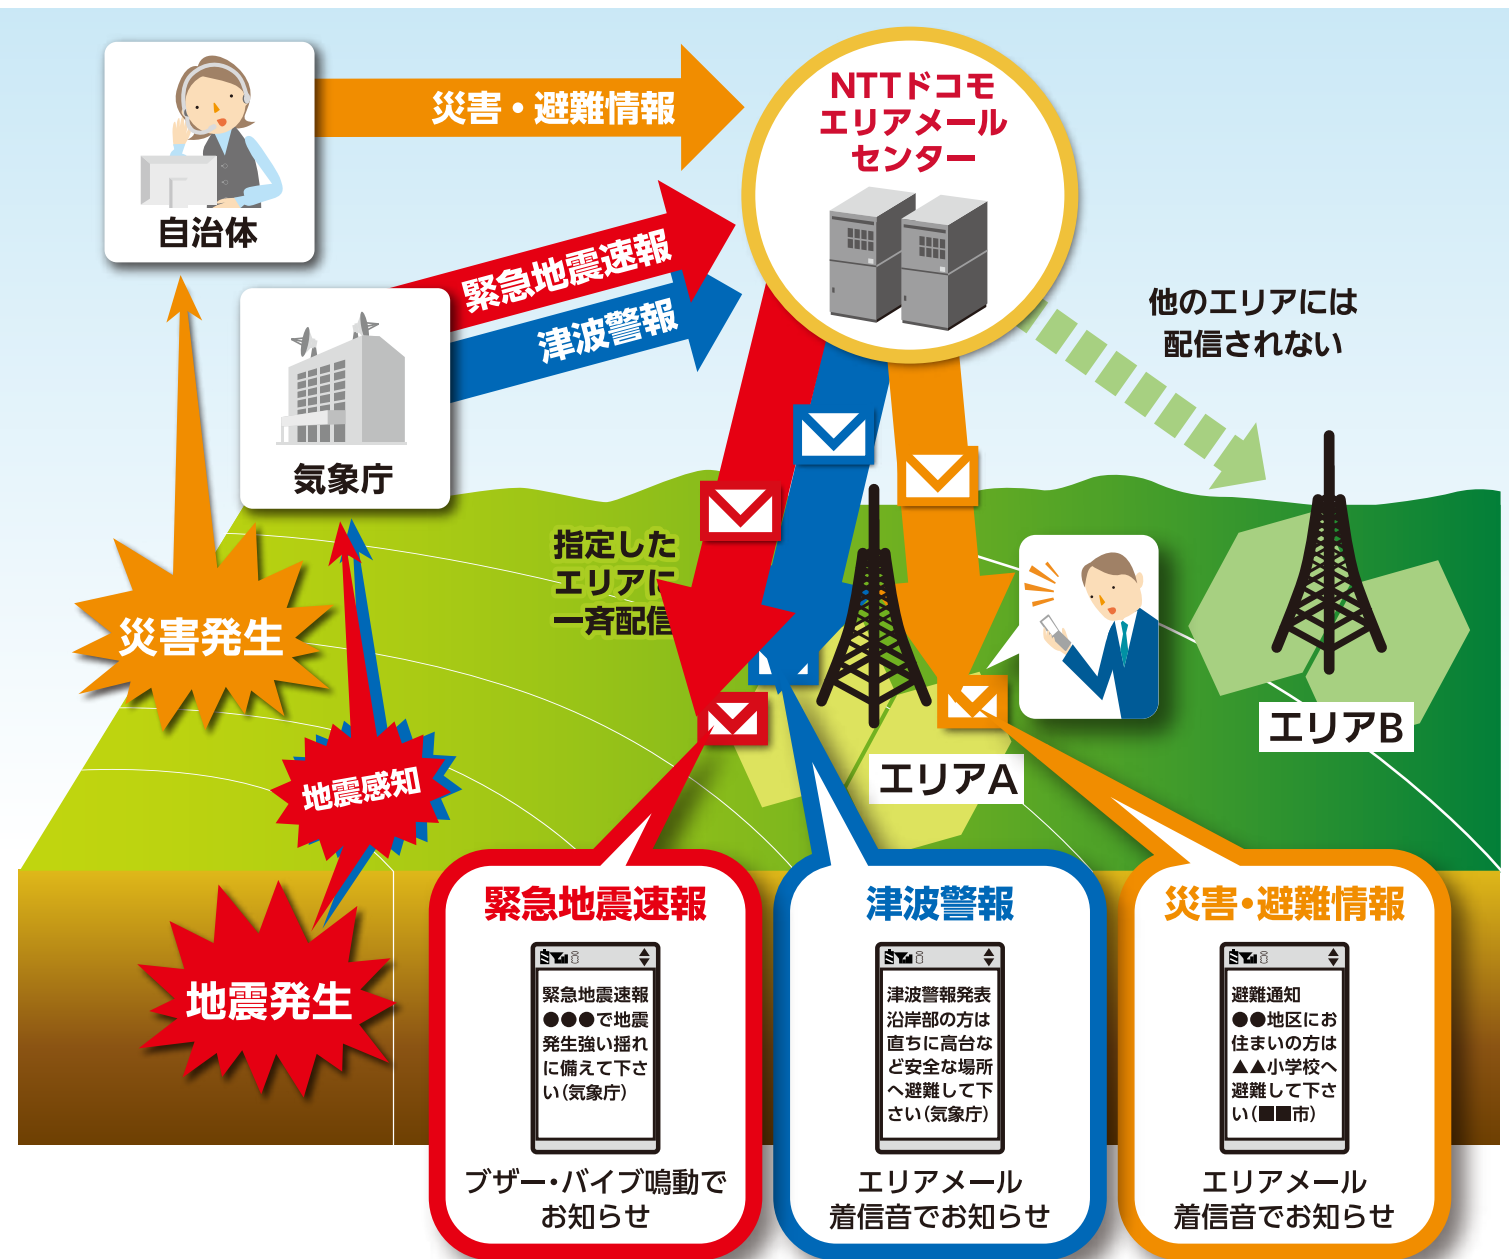 災害・避難情報
NTTドコモ
エリアメール
センター
自治体
緊急地震速報
津波警報
他のエリアには
配信されない
気象庁
指定した
エリアに
一斉配信
災害発生
エリアB
エリアA
地震感知
地震発生
緊急地震速報
緊急地震速報
●●●で地震
発生強い揺れ
に備えて下さ
い(気象庁)
ブザー・バイブ鳴動で
お知らせ
津波警報
津波警報発表
沿岸部の方は
直ちに高台な
ど安全な場所
へ避難して下
さい(気象庁)
エリアメール
着信音でお知らせ
災害・避難情報
避難通知
●●地区にお
住まいの方は
▲▲小学校へ
避難して下さ
い(■■市)
エリアメール
着信音でお知らせ